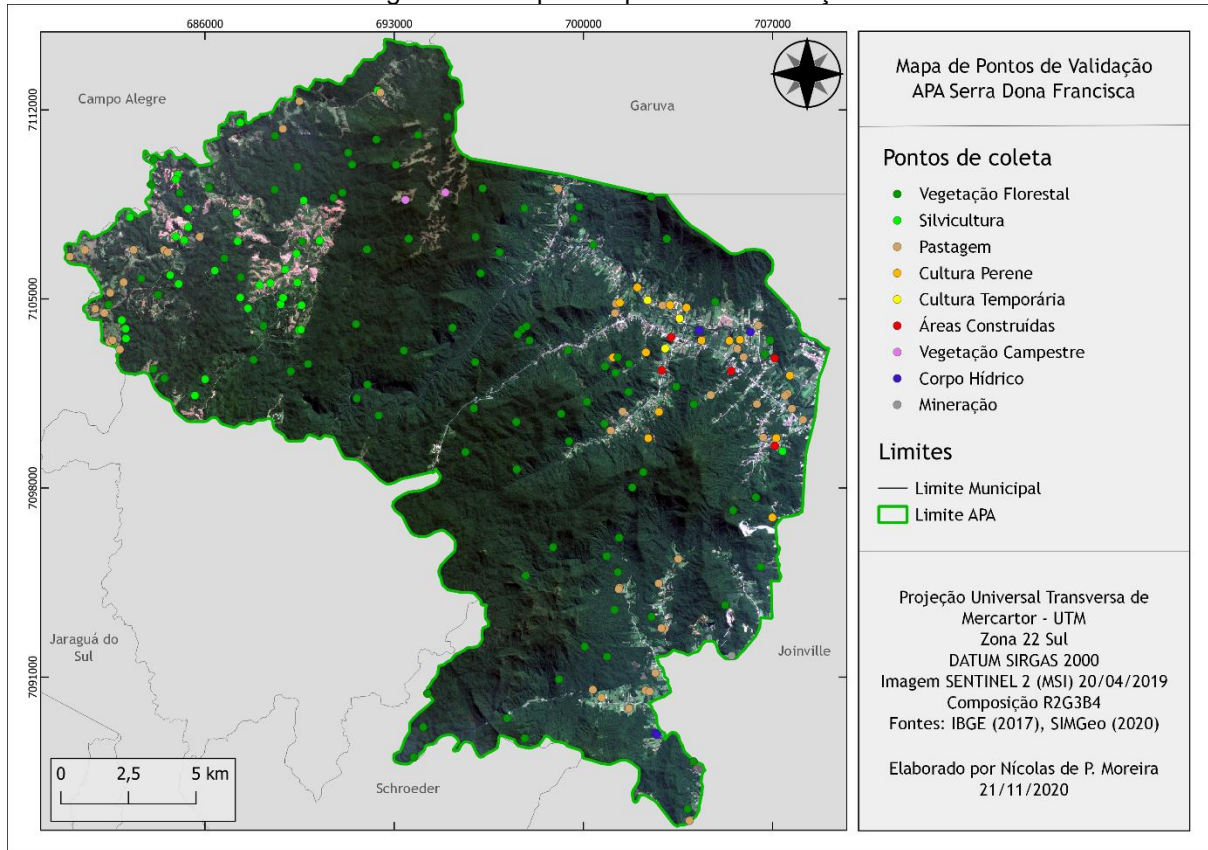 686000
693000
700000
707000
7112000
7105000
7098000
7091000
Campo Alegre
Garuva
Jaraguá do
Sul
Joinville
Schroeder
0
2,5
5 km
Mapa de Pontos de Validação
APA Serra Dona Francisca
Pontos de coleta
Vegetação Florestal
Silvicultura
Pastagem
Cultura Perene
Cultura Temporária
Áreas Construídas
Vegetação Campestre
Corpo Hídrico
Mineração
Limites
Limite Municipal
Limite APA
Projeção Universal Transversa de
Mercartor - UTM
Zona 22 Sul
DATUM SIRGAS 2000
Imagem SENTINEL 2 (MSI) 20/04/2019
Composição R2G3B4
Fontes: IBGE (2017), SIMGeo (2020)
Elaborado por Nícolas de P. Moreira
21/11/2020